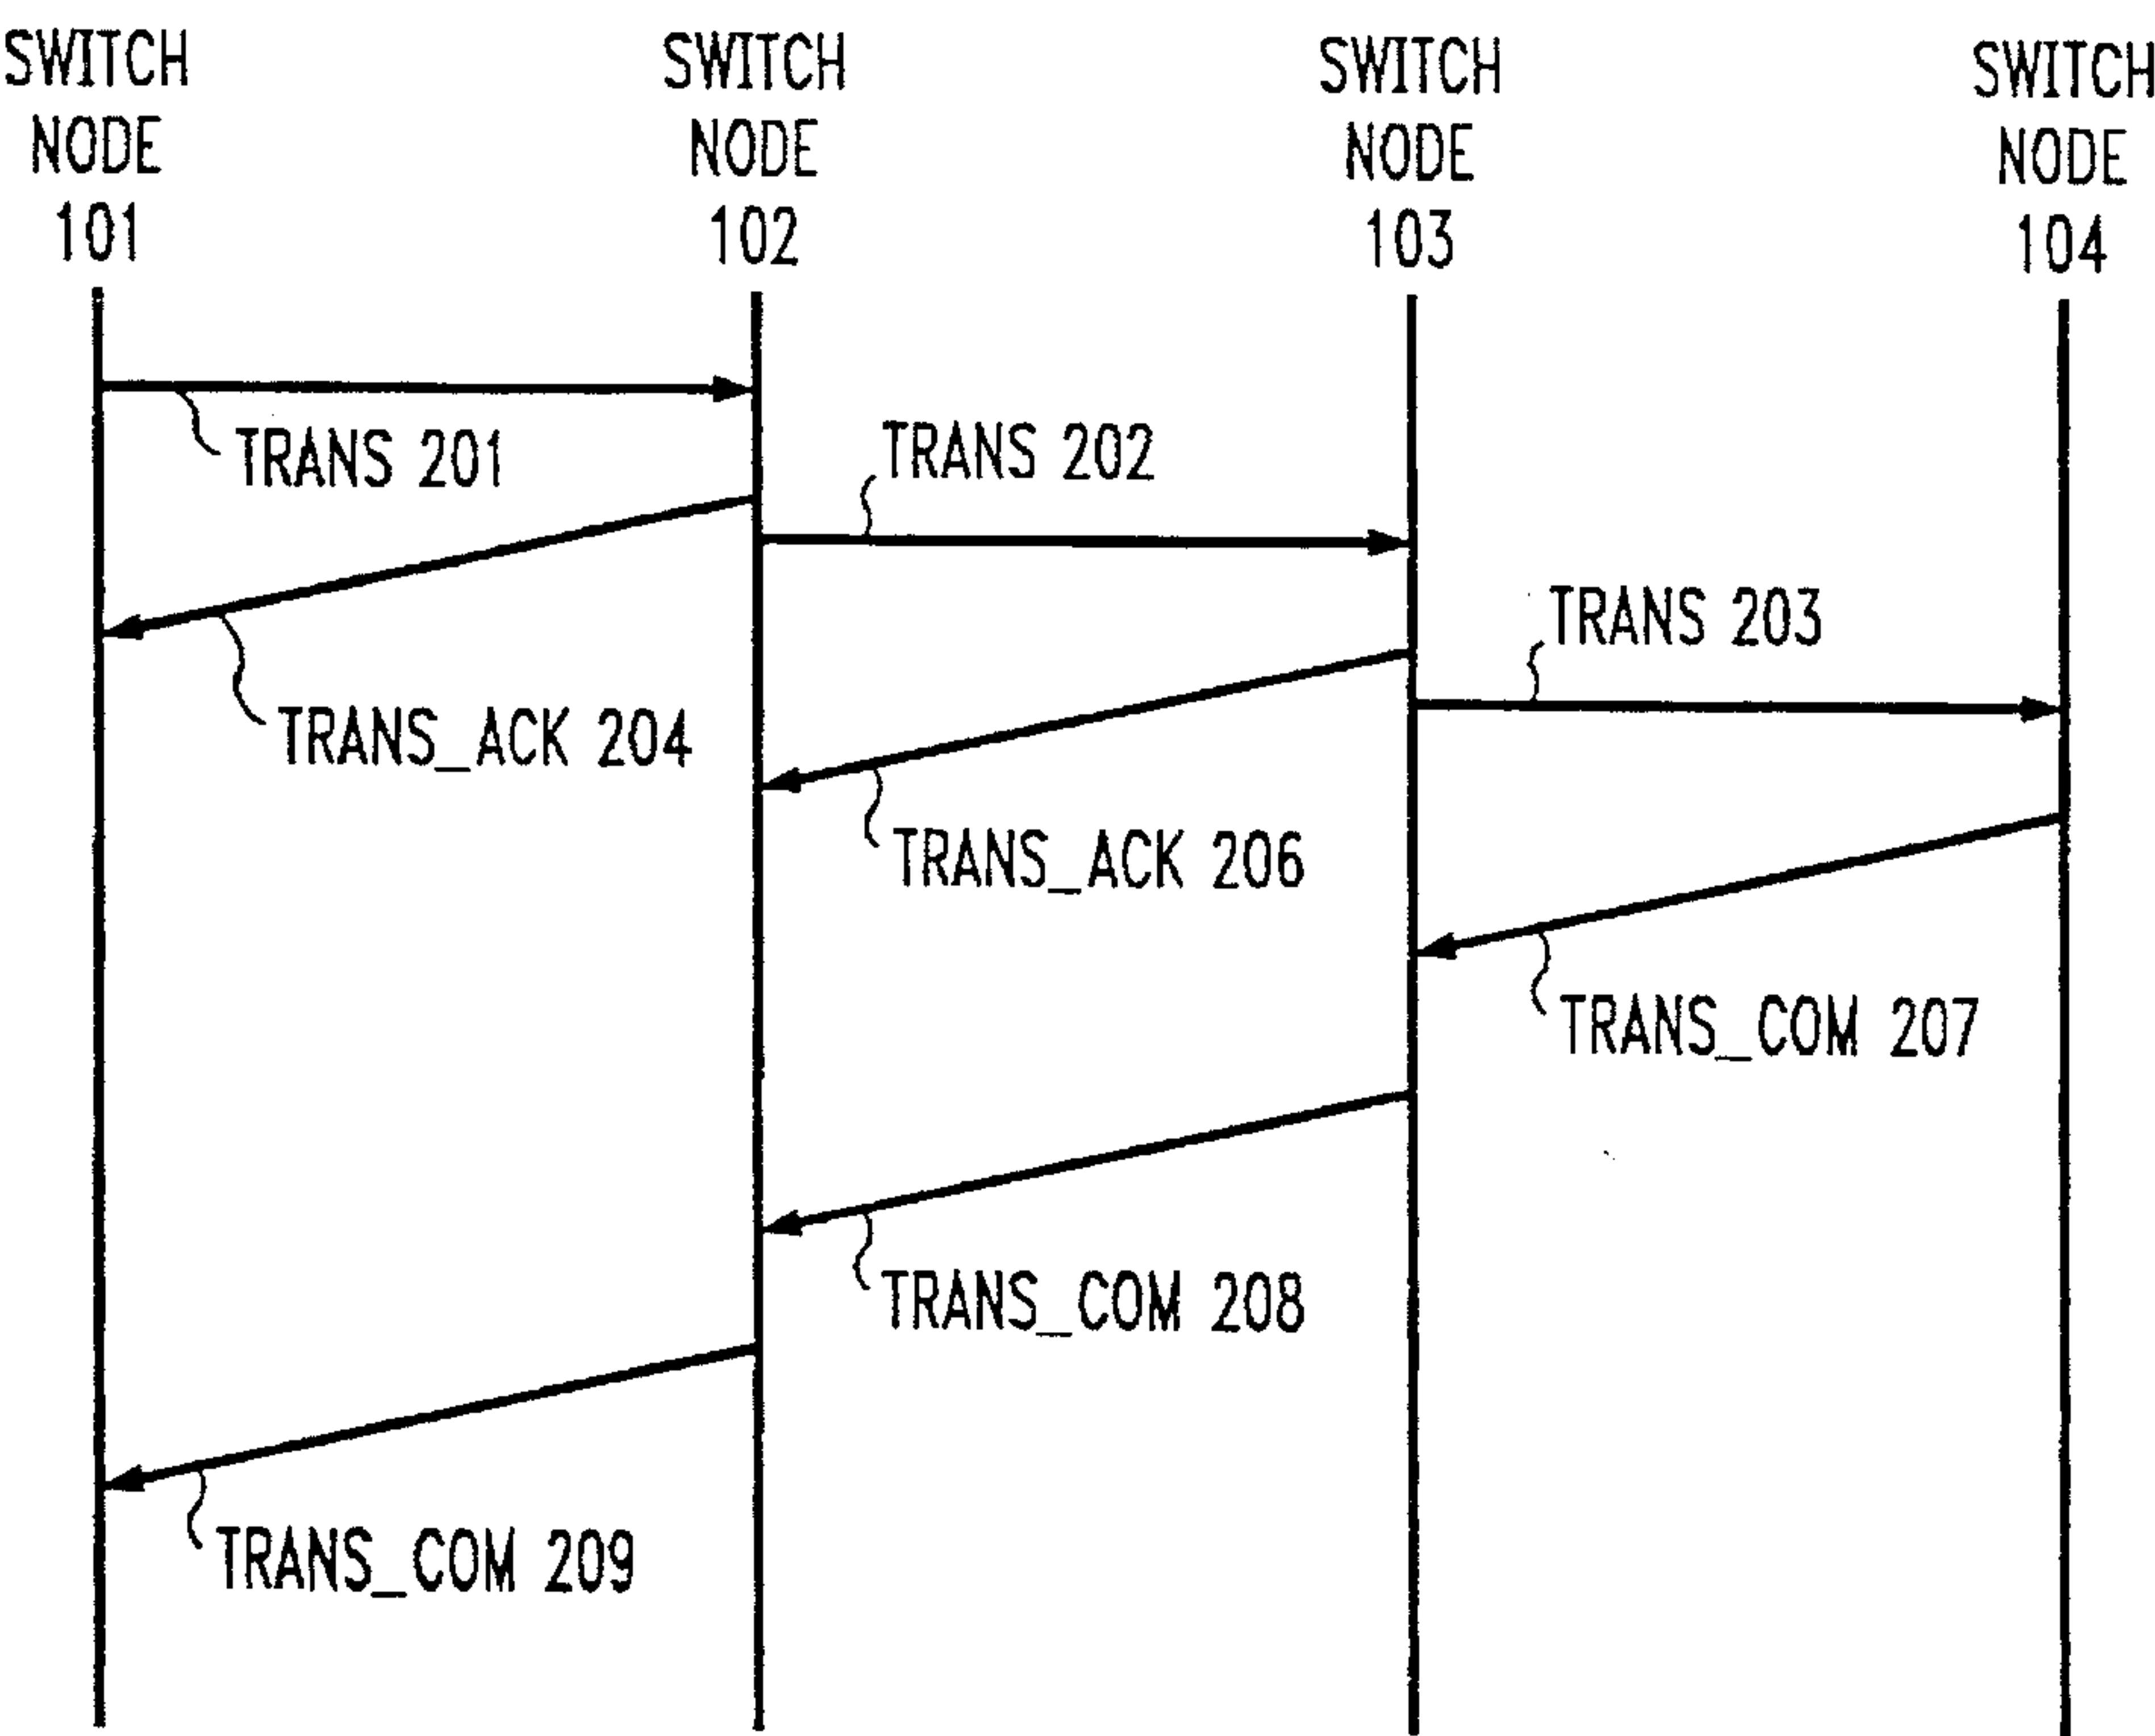 SWITCH NODE 101
SWITCH NODE 102
SWITCH NODE 103
SWITCH NODE 104
TRANS 201
TRANS 202
TRANS 203
TRANS_ACK 204
TRANS_ACK 206
TRANS_COM 207
TRANS_COM 208
TRANS_COM 209